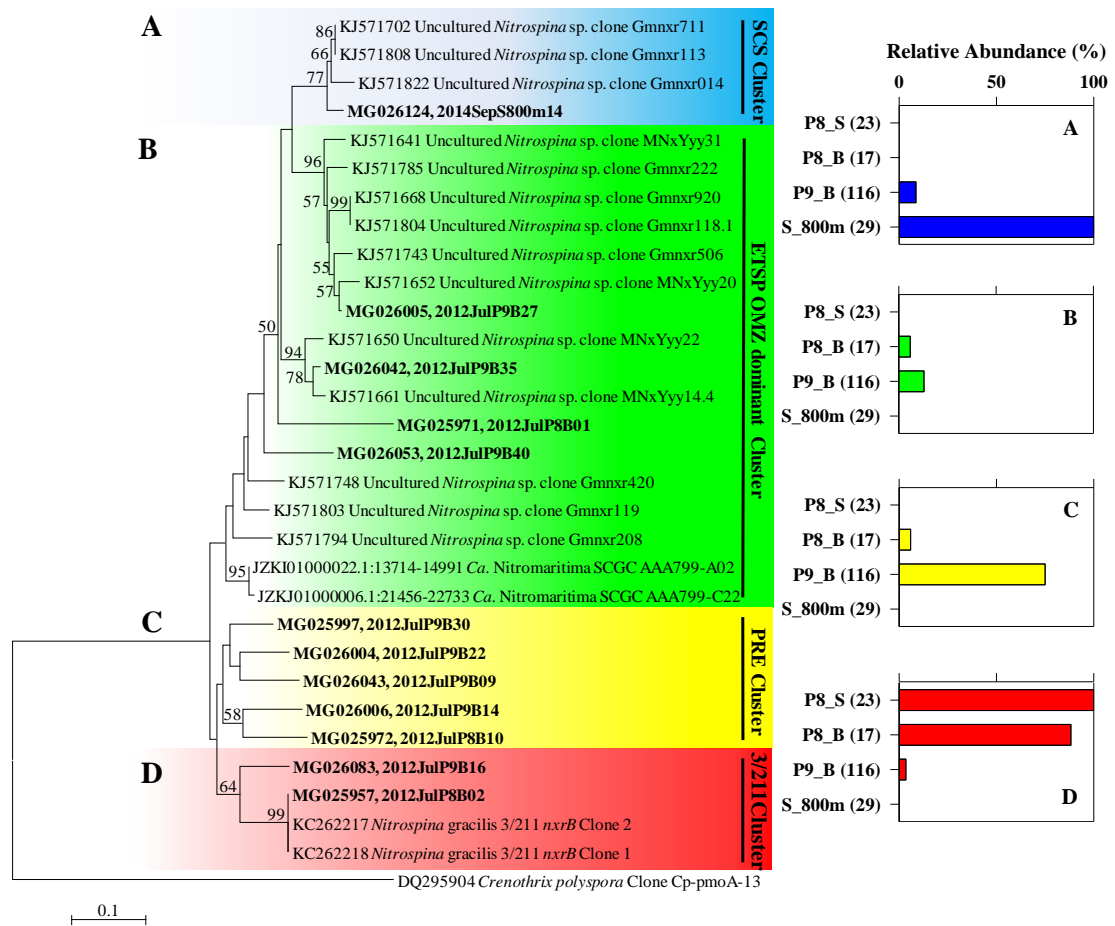 A
86
KJ571702 Uncultured Nitrospina sp. clone Gmnxr711
66
KJ571808 Uncultured Nitrospina sp. clone Gmnxr113
77
KJ571822 Uncultured Nitrospina sp. clone Gmnxr014
MG026124, 2014SepS800m14
SCS Cluster
B
KJ571641 Uncultured Nitrospina sp. clone MNxYyy31
96
KJ571785 Uncultured Nitrospina sp. clone Gmnxr222
57
99
KJ571668 Uncultured Nitrospina sp. clone Gmnxr920
KJ571804 Uncultured Nitrospina sp. clone Gmnxr118.1
KJ571743 Uncultured Nitrospina sp. clone Gmnxr506
55
KJ571652 Uncultured Nitrospina sp. clone MNxYyy20
57
MG026005, 2012JulP9B27
50
KJ571650 Uncultured Nitrospina sp. clone MNxYyy22
94
MG026042, 2012JulP9B35
78
KJ571661 Uncultured Nitrospina sp. clone MNxYyy14.4
MG025971, 2012JulP8B01
MG026053, 2012JulP9B40
KJ571748 Uncultured Nitrospina sp. clone Gmnxr420
KJ571803 Uncultured Nitrospina sp. clone Gmnxr119
KJ571794 Uncultured Nitrospina sp. clone Gmnxr208
95
JZKI01000022.1:13714-14991 Ca. Nitromaritima SCGC AAA799-A02
JZKJ01000006.1:21456-22733 Ca. Nitromaritima SCGC AAA799-C22
ETSP OMZ dominant Cluster
C
MG025997, 2012JulP9B30
MG026004, 2012JulP9B22
MG026043, 2012JulP9B09
MG026006, 2012JulP9B14
58
MG025972, 2012JulP8B10
PRE Cluster
D
MG026083, 2012JulP9B16
64
MG025957, 2012JulP8B02
99
KC262217 Nitrospina gracilis 3/211 nxrB Clone 2
KC262218 Nitrospina gracilis 3/211 nxrB Clone 1
3/211Cluster
DQ295904 Crenothrix polyspora Clone Cp-pmoA-13
0.1
Relative Abundance (%)
0 50 100
P8_S (23)
A
P8_B (17)
P9_B (116)
S_800m (29)
P8_S (23)
B
P8_B (17)
P9_B (116)
S_800m (29)
P8_S (23)
C
P8_B (17)
P9_B (116)
S_800m (29)
P8_S (23)
P8_B (17)
P9_B (116)
S_800m (29)
D